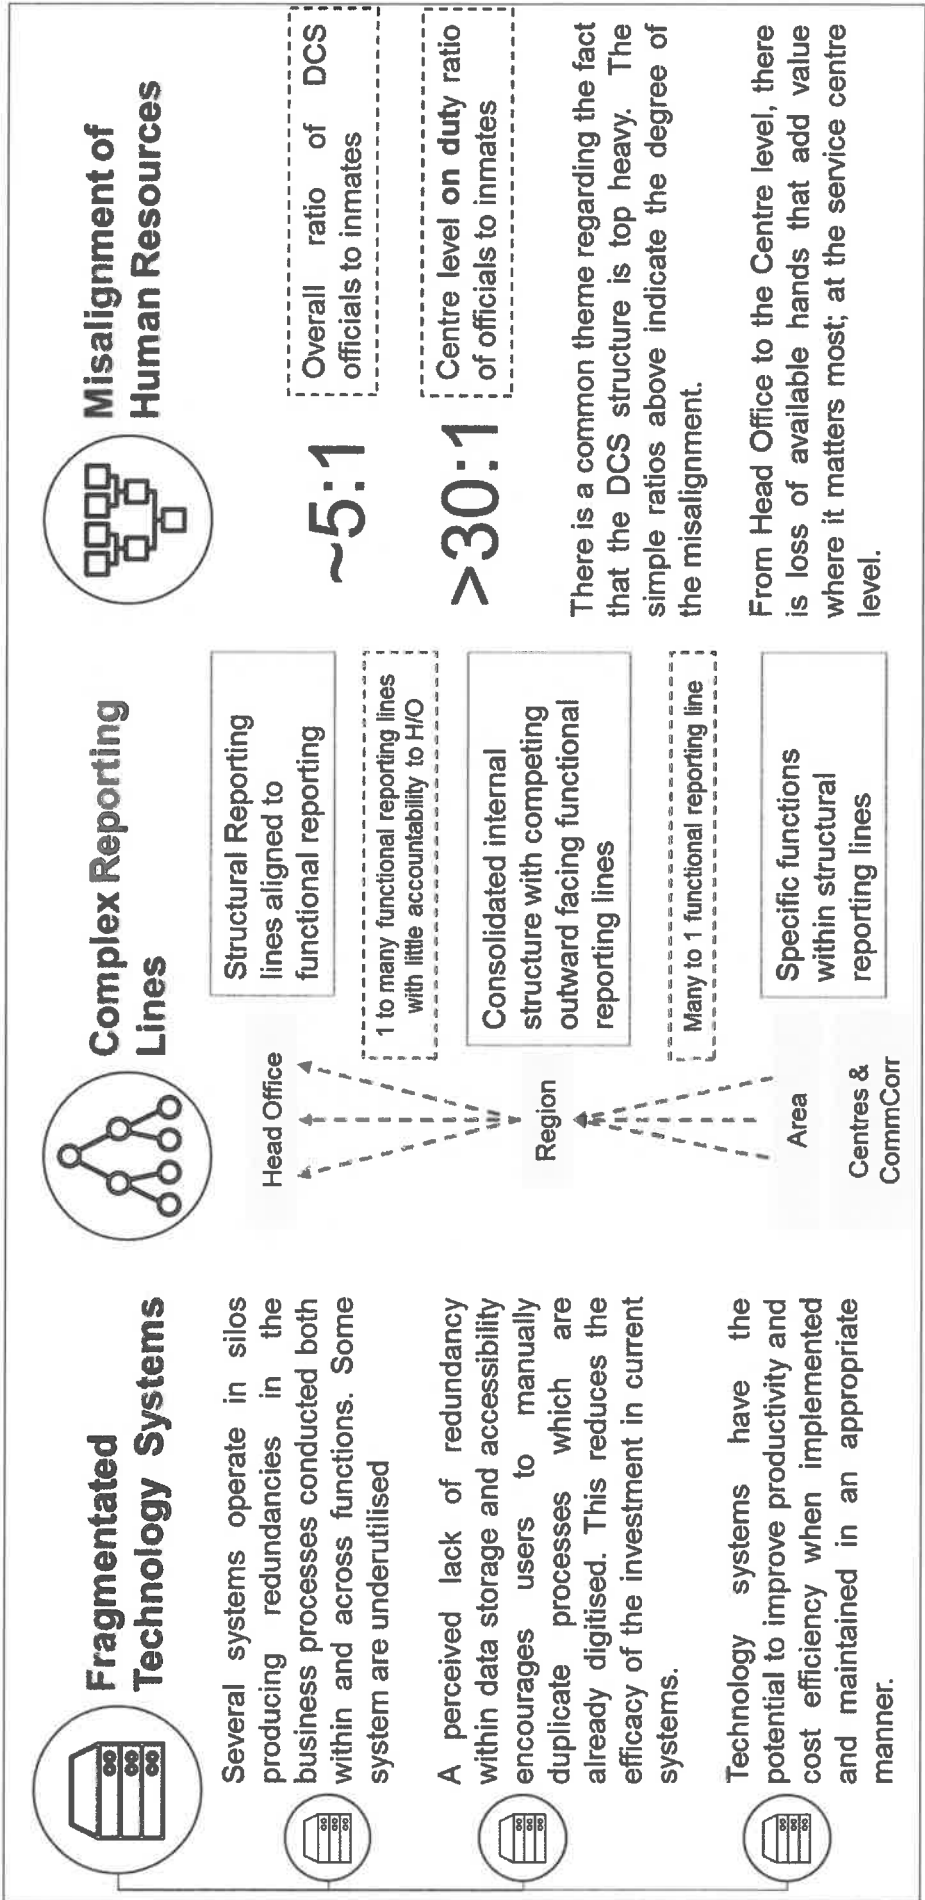 Fragmentated
Technology Systems
Several systems operate in silos
producing redundancies in the
business processes conducted both
within and across functions. Some
system are underutilised
A perceived lack of redundancy
within data storage and accessibility
encourages users to manually
duplicate processes which are
already digitised. This reduces the
efficacy of the investment in current
systems.
Technology systems have the
potential to improve productivity and
cost efficiency when implemented
and maintained in an appropriate
manner.
Complex Reporting
Lines
Head Office
Region
Area
Centres &
CommCorr
Structural Reporting
lines aligned to
functional reporting
1 to many functional reporting lines
with little accountability to H/O
Consolidated internal
structure with competing
outward facing functional
reporting lines
Many to 1 functional reporting line
Specific functions
within structural
reporting lines
Misalignment of
Human Resources
~5:1
Overall ratio of DCS
officials to inmates
>30:1
Centre level on duty ratio
of officials to inmates
There is a common theme regarding the fact
that the DCS structure is top heavy. The
simple ratios above indicate the degree of
the misalignment.
From Head Office to the Centre level, there
is loss of available hands that add value
where it matters most; at the service centre
level.